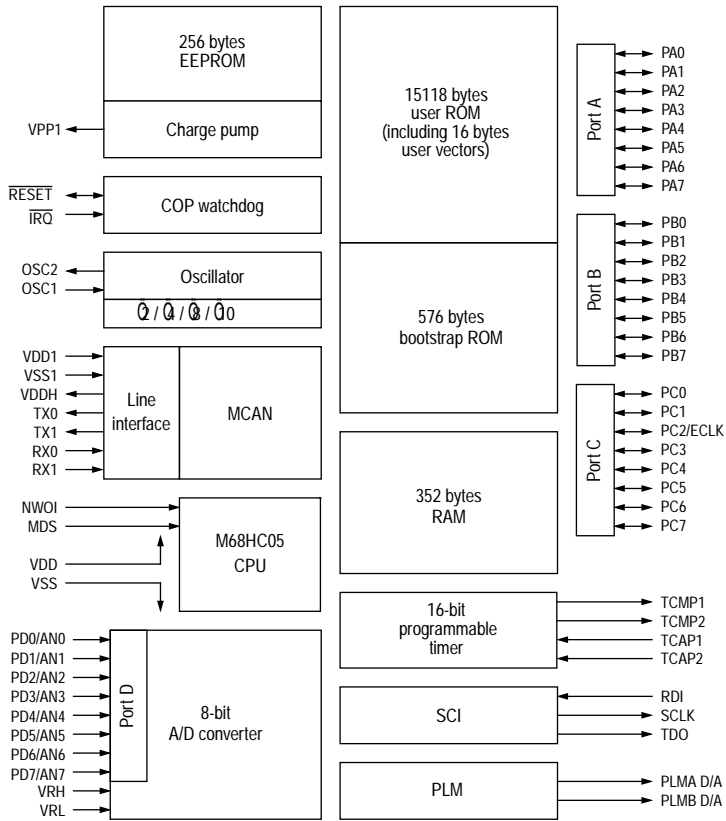 256 bytes
EEPROM
VPP1
Charge pump
RESET
IRQ
COP watchdog
OSC2
OSC1
Oscillator
2 / 4 / 8 / 10
VDD1
VSS1
VDDH
TX0
TX1
RX0
RX1
Line
interface
MCAN
NWOI
MDS
VDD
VSS
M68HC05
CPU
PD0/AN0
PD1/AN1
PD2/AN2
PD3/AN3
PD4/AN4
PD5/AN5
PD6/AN6
PD7/AN7
VRH
VRL
Port D
8-bit
A/D converter
15118 bytes
user ROM
(including 16 bytes
user vectors)
576 bytes
bootstrap ROM
352 bytes
RAM
16-bit
programmable
timer
SCI
PLM
Port A
PA0
PA1
PA2
PA3
PA4
PA5
PA6
PA7
Port B
PB0
PB1
PB2
PB3
PB4
PB5
PB6
PB7
Port C
PC0
PC1
PC2/ECLK
PC3
PC4
PC5
PC6
PC7
TCMP1
TCMP2
TCAP1
TCAP2
RDI
SCLK
TDO
PLMA D/A
PLMB D/A